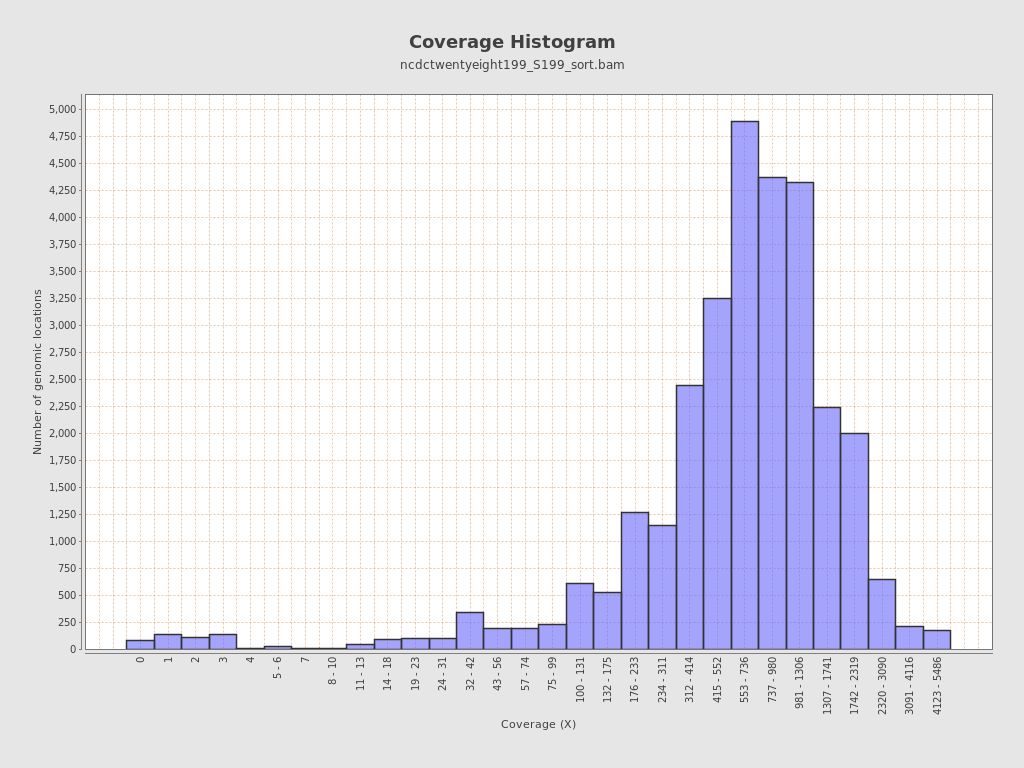 Coverage Histogram
ncdctwentyeight199_S199_sort.bam
Number of genomic locations
5,000
4,750
4,500
4,250
4,000
3,750
3,500
3,250
3,000
2,750
2,500
2,250
2,000
1,750
1,500
1,250
1,000
750
500
250
0
0
1
2
3
4
5 - 6
7
8 - 10
11 - 13
14 - 18
19 - 23
24 - 31
32 - 42
43 - 56
57 - 74
75 - 99
100 - 131
132 - 175
176 - 233
234 - 311
312 - 414
415 - 552
553 - 736
737 - 980
981 - 1306
1307 - 1741
1742 - 2319
2320 - 3090
3091 - 4116
4123 - 5486
Coverage (X)